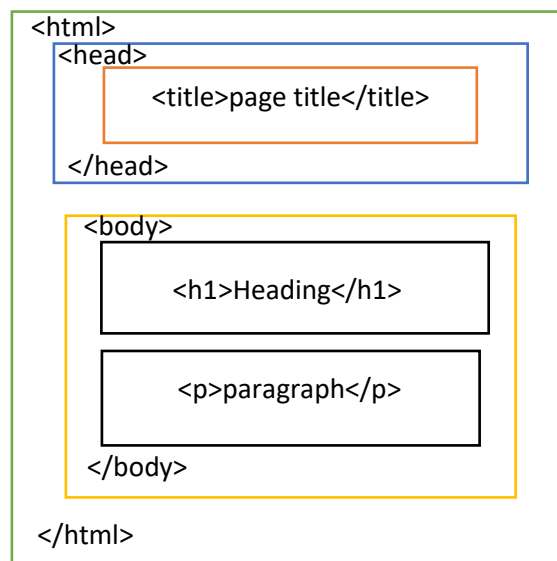 <html>
<head>
<title>page title</title>
</head>
<body>
<h1>Heading</h1>
<p>paragraph</p>
</body>
</html>